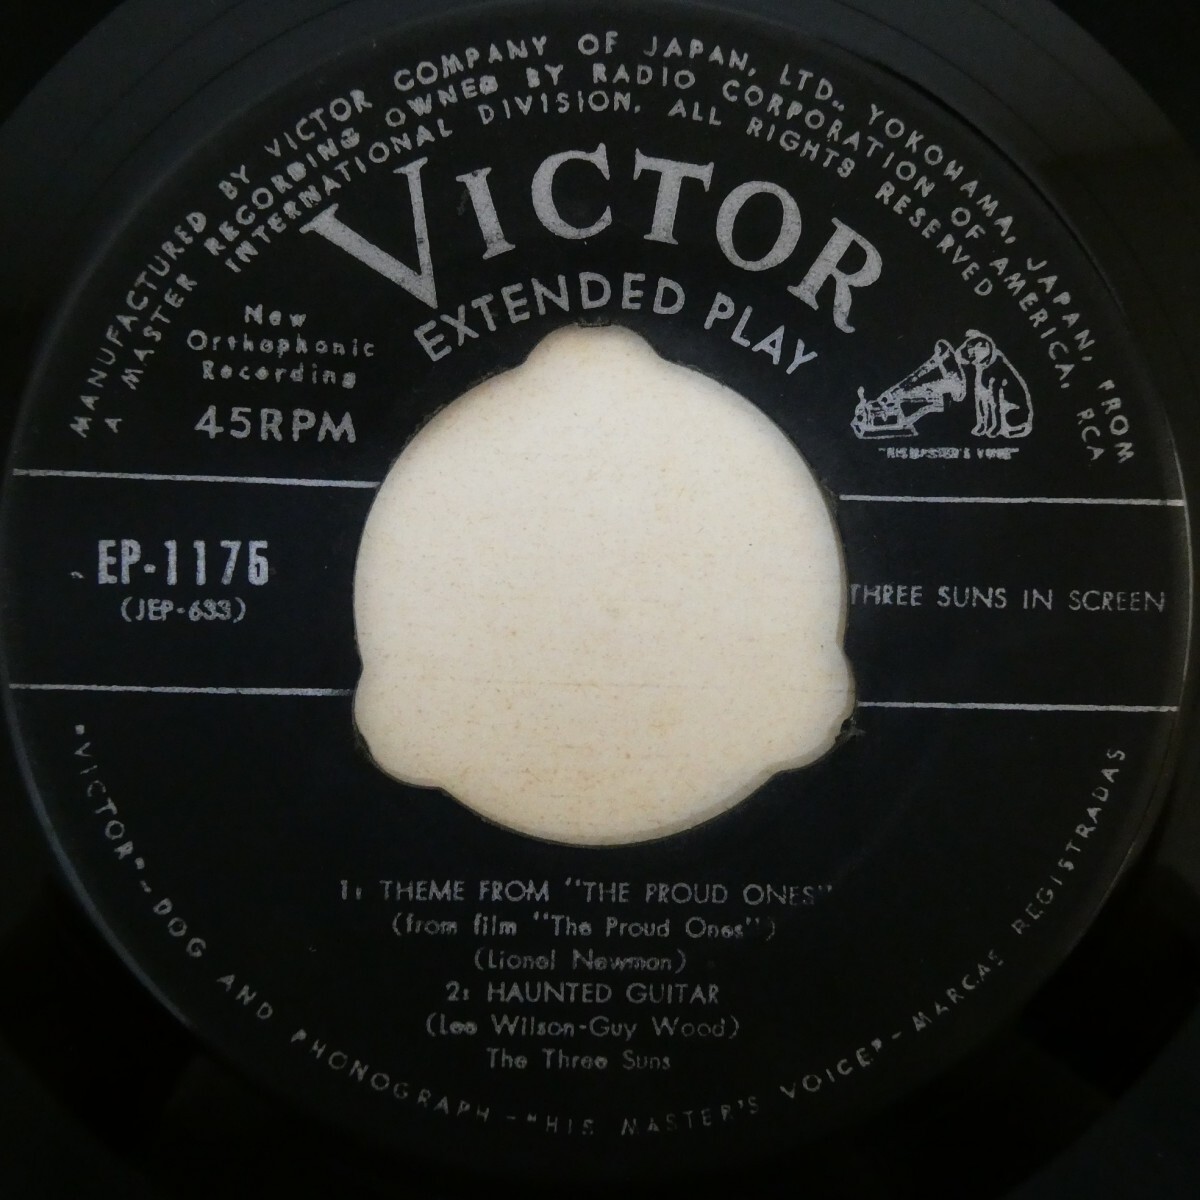 MANUFACTURED BY VICTOR COMPANY OF JAPAN, LTD., YOKOHAMA, JAPAN, FROM
A MASTER RECORDING OWNED BY RADIO CORPORATION OF AMERICA, RCA
INTERNATIONAL DIVISION. ALL RIGHTS RESERVED
VICTOR
EXTENDED PLAY
New
Orthophonic
Recording
45RPM
"HIS MASTER'S VOICE"
EP-1176
(JEP-633)
THREE SUNS IN SCREEN
1: THEME FROM "THE PROUD ONES"
(from film "The Proud Ones")
(Lionel Newman)
2: HAUNTED GUITAR
(Lee Wilson-Guy Wood)
The Three Suns
"VICTOR"-DOG AND PHONOGRAPH-"HIS MASTER'S VOICE"-MARCAS REGISTRADAS